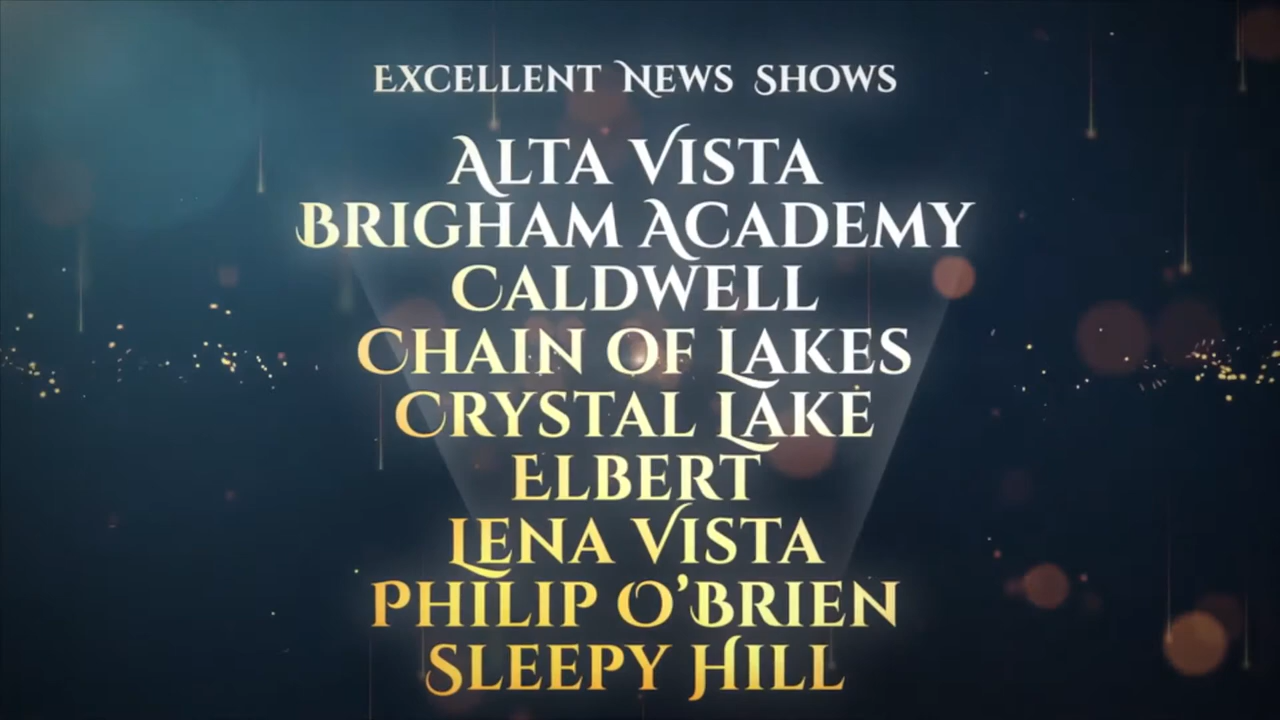 Excellent News Shows
Alta Vista
Brigham Academy
Caldwell
Chain of Lakes
Crystal Lake
Elbert
Lena Vista
Philip O'Brien
Sleepy Hill